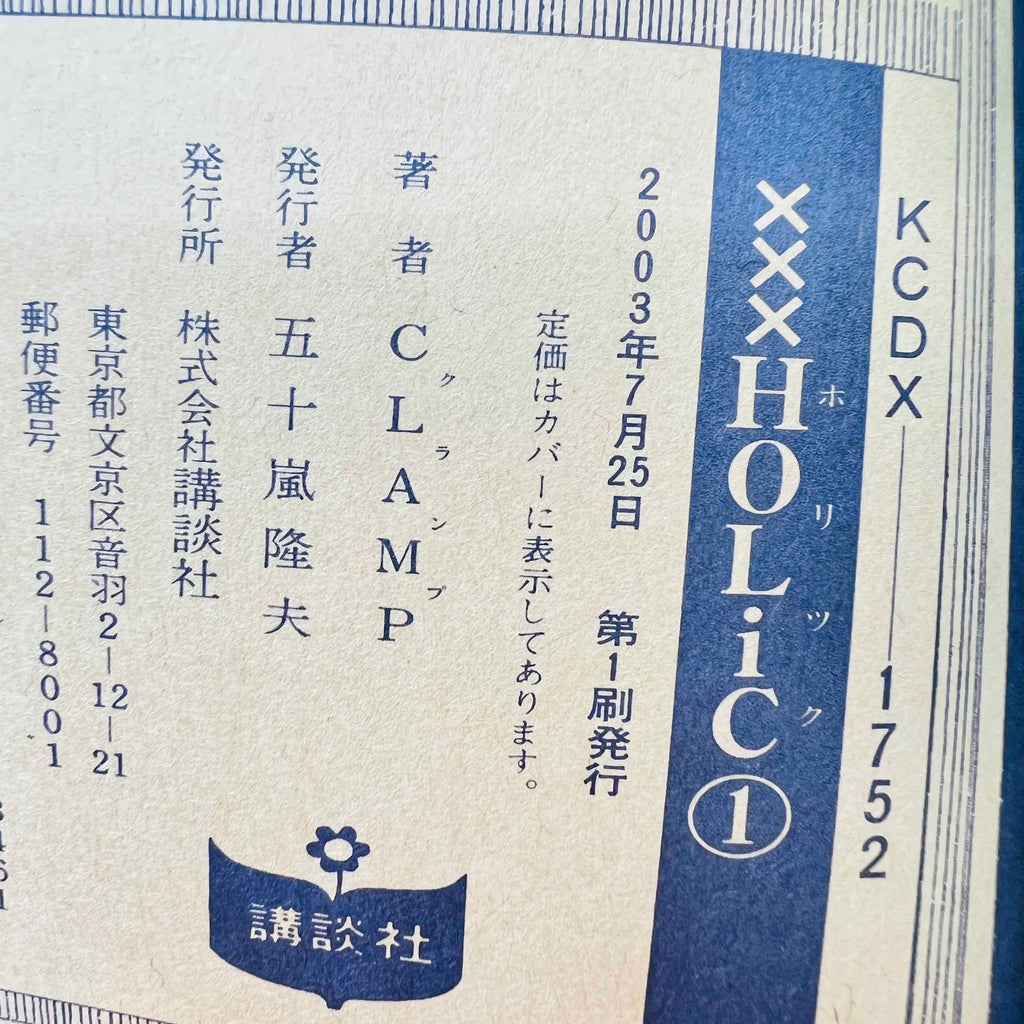 KCDX―1752
×××HOLiC①
ホリック
2003年7月25日 第1刷発行
定価はカバーに表示してあります。
著者 CLAMP
クランプ
発行者 五十嵐隆夫
発行所 株式会社講談社
東京都文京区音羽2―12―21
郵便番号 112―8001
講談社